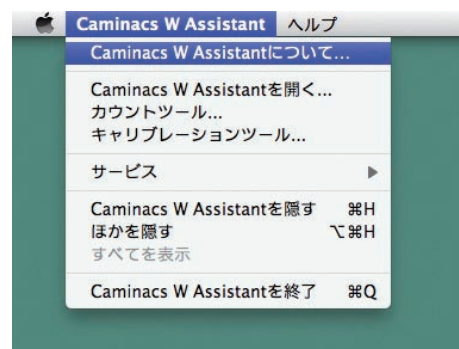 Caminacs W Assistant ヘルプ
Caminacs W Assistantについて...
Caminacs W Assistantを開く...
カウントツール...
キャリブレーションツール...
サービス ▶
Caminacs W Assistantを隠す ⌘H
ほかを隠す ⌥⌘H
すべてを表示
Caminacs W Assistantを終了 ⌘Q